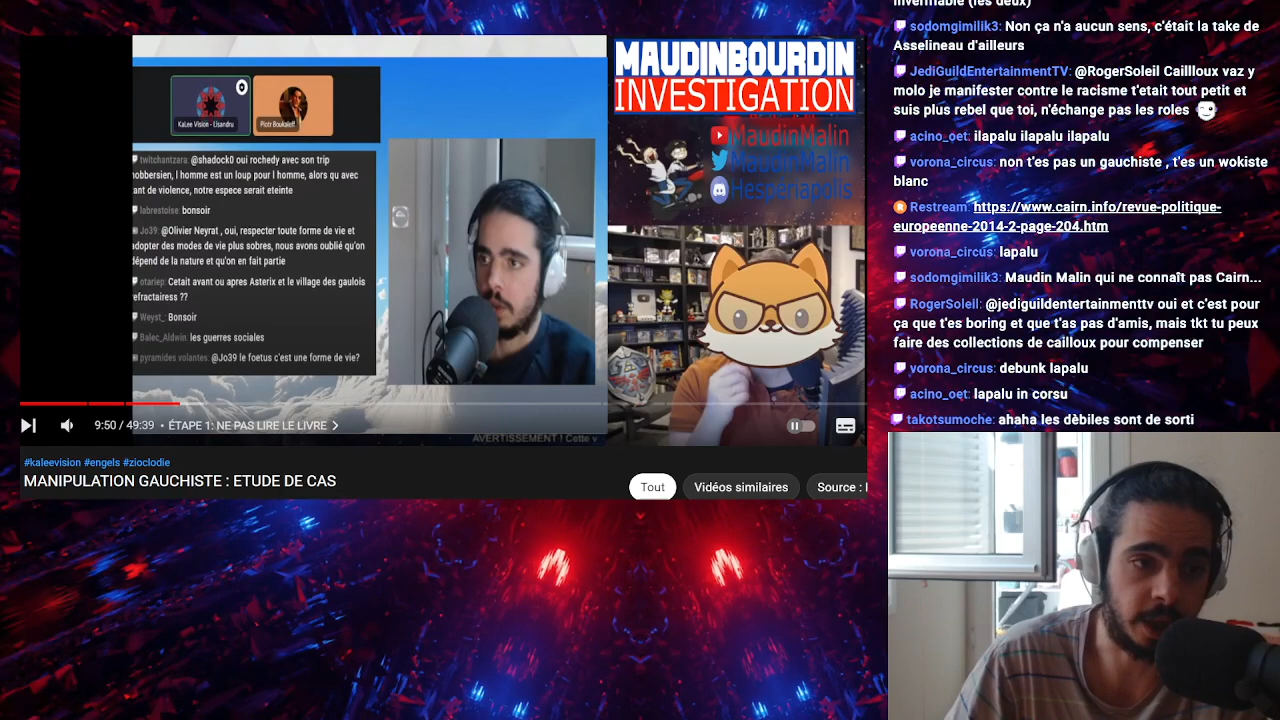 KaLee Vision - Lisandru
Piotr Boukaleff
twitchantzara: @shadock0 oui rochedy avec son trip
hobbersien, l homme est un loup pour l homme, alors qu avec
tant de violence, notre espece serait eteinte
labrestoise: bonsoir
Jo39: @Olivier Neyrat , oui, respecter toute forme de vie et
adopter des modes de vie plus sobres, nous avons oublié qu'on
dépend de la nature et qu'on en fait partie
otariep: Cetait avant ou apres Asterix et le village des gaulois
refractairess ??
Weyst_: Bonsoir
Balec_Aldwin: les guerres sociales
pyramides volantes: @Jo39 le foetus c'est une forme de vie?
MAUDINBOURDIN
INVESTIGATION
MaudinMalin
MaudinMalin
Hespériapolis
9:50 / 49:39 • ÉTAPE 1: NE PAS LIRE LE LIVRE
AVERTISSEMENT ! Cette v
#kaleevision #engels #zioclodie
MANIPULATION GAUCHISTE : ETUDE DE CAS
Tout
Vidéos similaires
Source :
invérifiable (les deux)
sodomgimilik3: Non ça n'a aucun sens, c'était la take de
Asselineau d'ailleurs
JediGuildEntertainmentTV: @RogerSoleil Caillloux vaz y
molo je manifester contre le racisme t'etait tout petit et
suis plus rebel que toi, n'échange pas les roles
acino_oet: ilapalu ilapalu ilapalu
vorona_circus: non t'es pas un gauchiste , t'es un wokiste
blanc
Restream: https://www.cairn.info/revue-politique-
europeenne-2014-2-page-204.htm
vorona_circus: lapalu
sodomgimilik3: Maudin Malin qui ne connaît pas Cairn...
RogerSoleil: @jediguildentertainmenttv oui et c'est pour
ça que t'es boring et que t'as pas d'amis, mais tkt tu peux
faire des collections de cailloux pour compenser
vorona_circus: debunk lapalu
acino_oet: lapalu in corsu
takotsumoche: ahaha les dèbiles sont de sorti